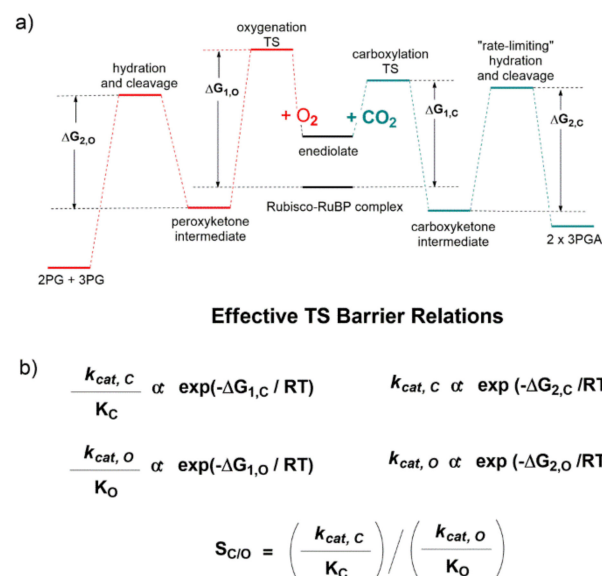 a)
oxygenation
TS
carboxylation
TS
"rate-limiting"
hydration
and cleavage
hydration
and cleavage
ΔG1,O
ΔG2,O
+ O2
+ CO2
ΔG1,C
ΔG2,C
enediolate
Rubisco-RuBP complex
peroxyketone
intermediate
carboxyketone
intermediate
2 x 3PGA
2PG + 3PG
Effective TS Barrier Relations
b)
kcat, C / KC ∝ exp(-ΔG1,C / RT)
kcat, C ∝ exp (-ΔG2,C /RT
kcat, O / KO ∝ exp(-ΔG1,O / RT)
kcat, O ∝ exp (-ΔG2,O /RT
SC/O = (kcat, C / KC) / (kcat, O / KO)